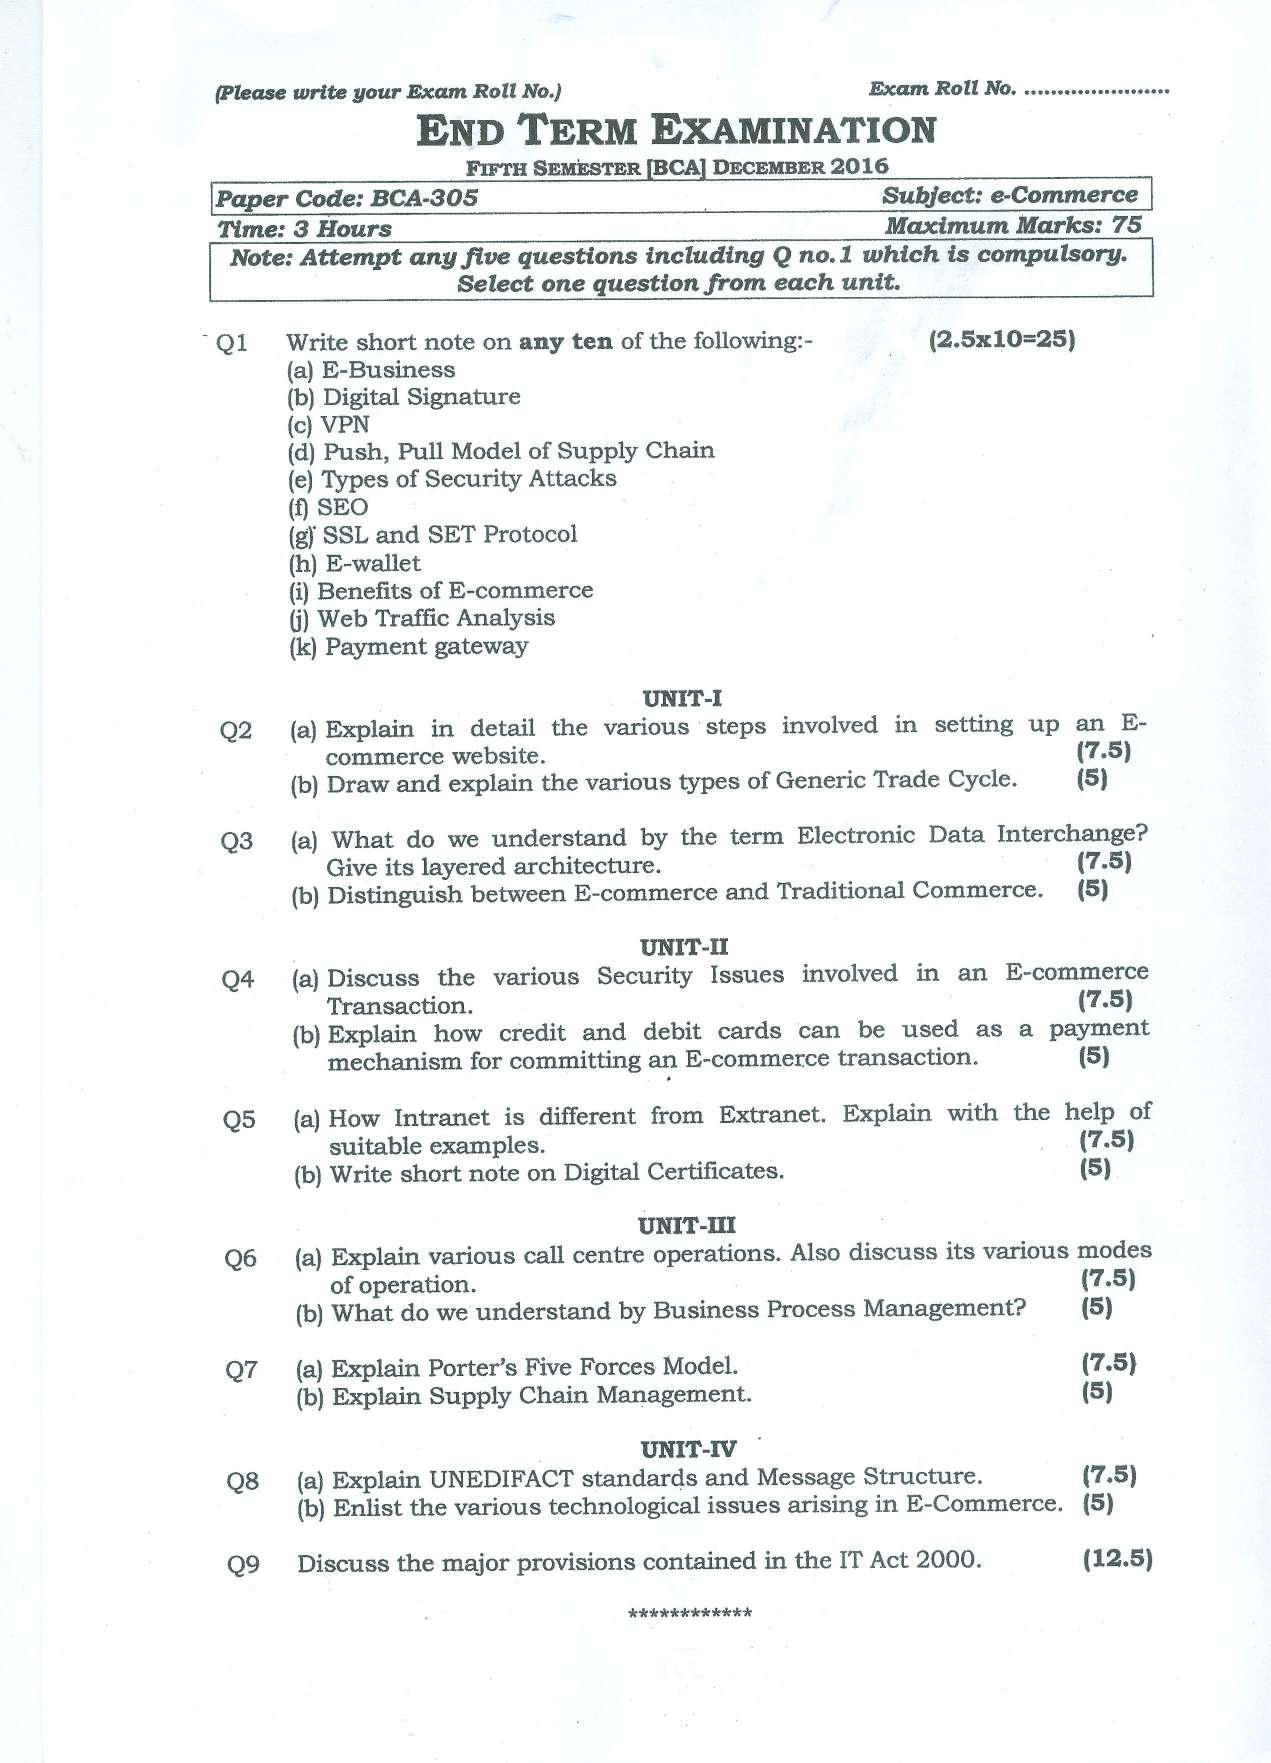 (Please write your Exam Roll No.) Exam Roll No. ......................
END TERM EXAMINATION
FIFTH SEMESTER [BCA] DECEMBER 2016
Paper Code: BCA-305 Subject: e-Commerce
Time: 3 Hours Maximum Marks: 75
Note: Attempt any five questions including Q no.1 which is compulsory.
Select one question from each unit.
Q1 Write short note on any ten of the following:- (2.5x10=25)
(a) E-Business
(b) Digital Signature
(c) VPN
(d) Push, Pull Model of Supply Chain
(e) Types of Security Attacks
(f) SEO
(g) SSL and SET Protocol
(h) E-wallet
(i) Benefits of E-commerce
(j) Web Traffic Analysis
(k) Payment gateway
UNIT-I
Q2 (a) Explain in detail the various steps involved in setting up an E-
commerce website. (7.5)
(b) Draw and explain the various types of Generic Trade Cycle. (5)
Q3 (a) What do we understand by the term Electronic Data Interchange?
Give its layered architecture. (7.5)
(b) Distinguish between E-commerce and Traditional Commerce. (5)
UNIT-II
Q4 (a) Discuss the various Security Issues involved in an E-commerce
Transaction. (7.5)
(b) Explain how credit and debit cards can be used as a payment
mechanism for committing an E-commerce transaction. (5)
Q5 (a) How Intranet is different from Extranet. Explain with the help of
suitable examples. (7.5)
(b) Write short note on Digital Certificates. (5)
UNIT-III
Q6 (a) Explain various call centre operations. Also discuss its various modes
of operation. (7.5)
(b) What do we understand by Business Process Management? (5)
Q7 (a) Explain Porter's Five Forces Model. (7.5)
(b) Explain Supply Chain Management. (5)
UNIT-IV
Q8 (a) Explain UNEDIFACT standards and Message Structure. (7.5)
(b) Enlist the various technological issues arising in E-Commerce. (5)
Q9 Discuss the major provisions contained in the IT Act 2000. (12.5)
************